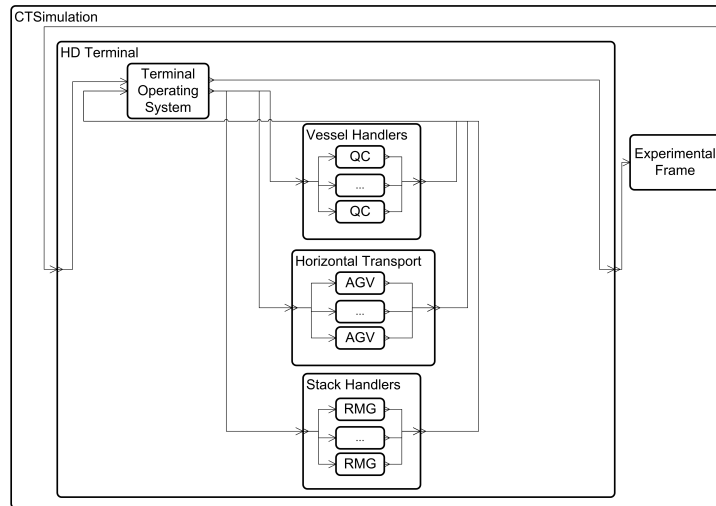 CTSimulation
HD Terminal
Terminal
Operating
System
Vessel Handlers
QC
...
QC
Experimental
Frame
Horizontal Transport
AGV
...
AGV
Stack Handlers
RMG
...
RMG